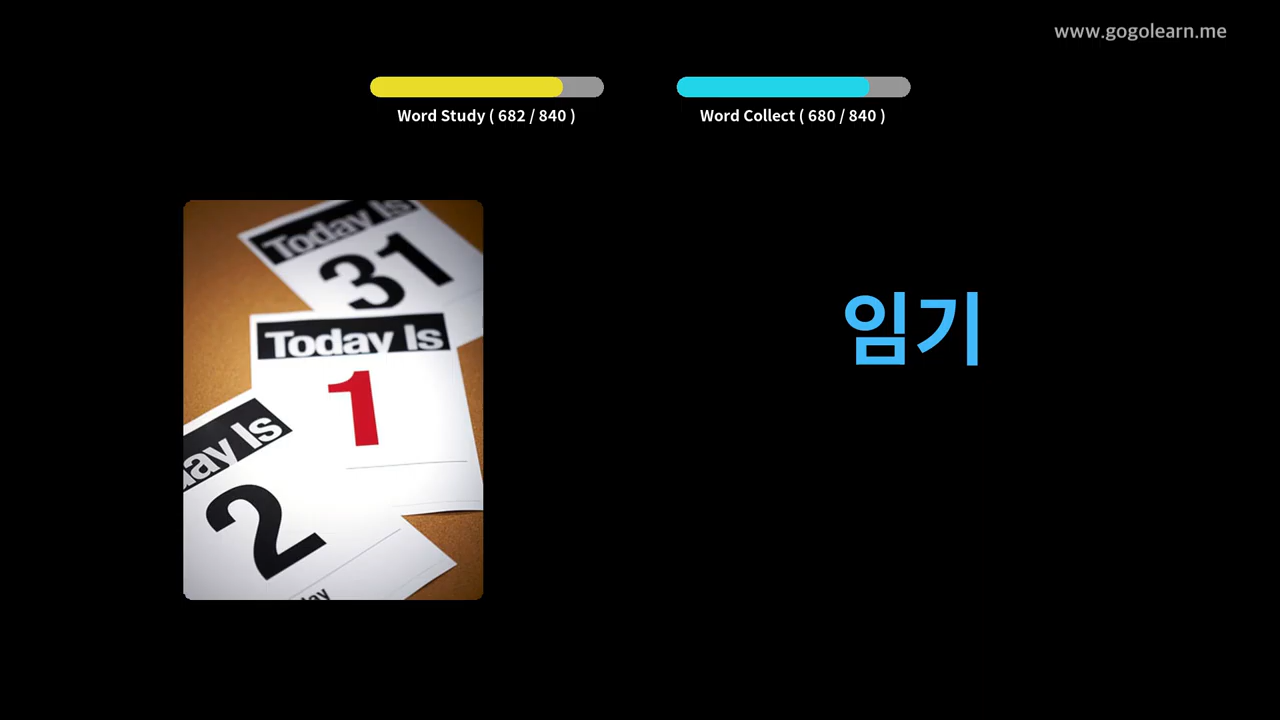 www.gogolearn.me
Word Study ( 682 / 840 )
Word Collect ( 680 / 840 )
Today Is
31
Today Is
1
ay Is
2
임기